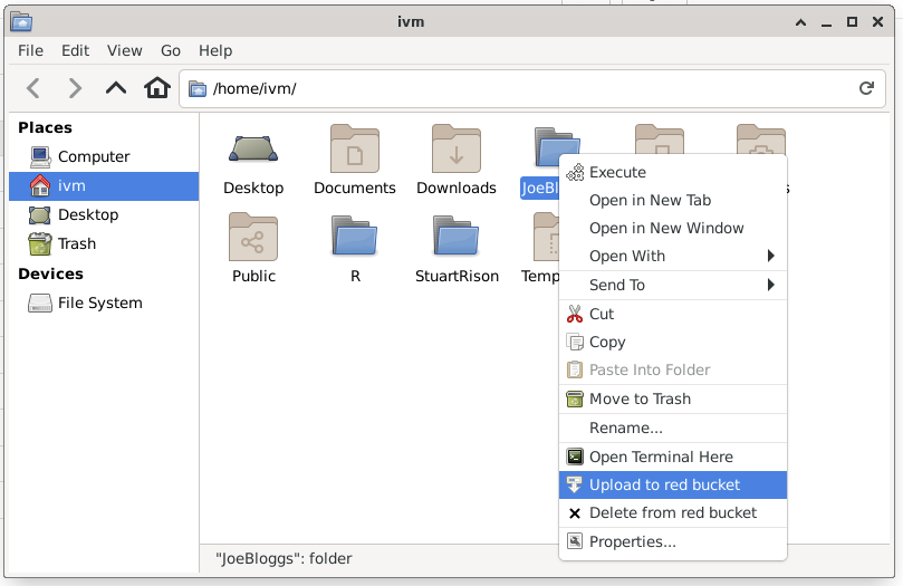 ivm
File Edit View Go Help
/home/ivm/
Places
Computer
ivm
Desktop
Trash
Devices
File System
Desktop Documents Downloads JoeBl
Public R StuartRison Temp
Execute
Open in New Tab
Open in New Window
Open With
Send To
Cut
Copy
Paste Into Folder
Move to Trash
Rename...
Open Terminal Here
Upload to red bucket
Delete from red bucket
Properties...
"JoeBloggs": folder